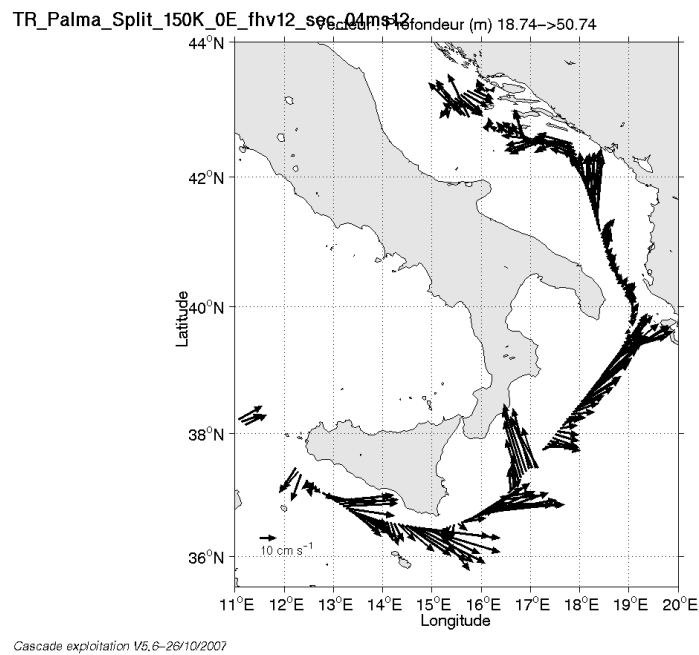 TR_Palma_Split_150K_0E_fhv12_sec_04ms12
Vecteur : Profondeur (m) 18.74–>50.74
44°N
42°N
40°N
38°N
36°N
Latitude
10 cm s⁻¹
11°E 12°E 13°E 14°E 15°E 16°E 17°E 18°E 19°E 20°E
Longitude
Cascade exploitation V5.6–26/10/2007